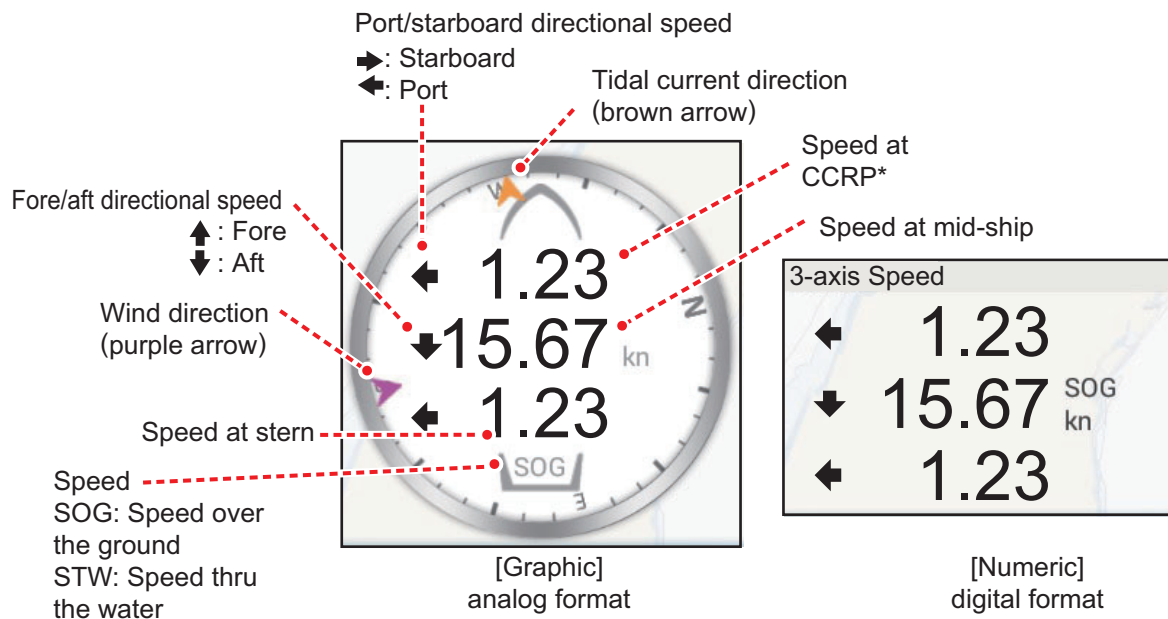 Port/starboard directional speed
➡: Starboard
⬅: Port
Tidal current direction
(brown arrow)
Speed at
CCRP*
Fore/aft directional speed
⬆: Fore
⬇: Aft
Speed at mid-ship
Wind direction
(purple arrow)
Speed at stern
Speed
SOG: Speed over
the ground
STW: Speed thru
the water
W
⬅ 1.23
N
⬇ 15.67 kn
⬅ 1.23
SOG
E
[Graphic]
analog format
3-axis Speed
⬅ 1.23
⬇ 15.67 SOG
kn
⬅ 1.23
[Numeric]
digital format